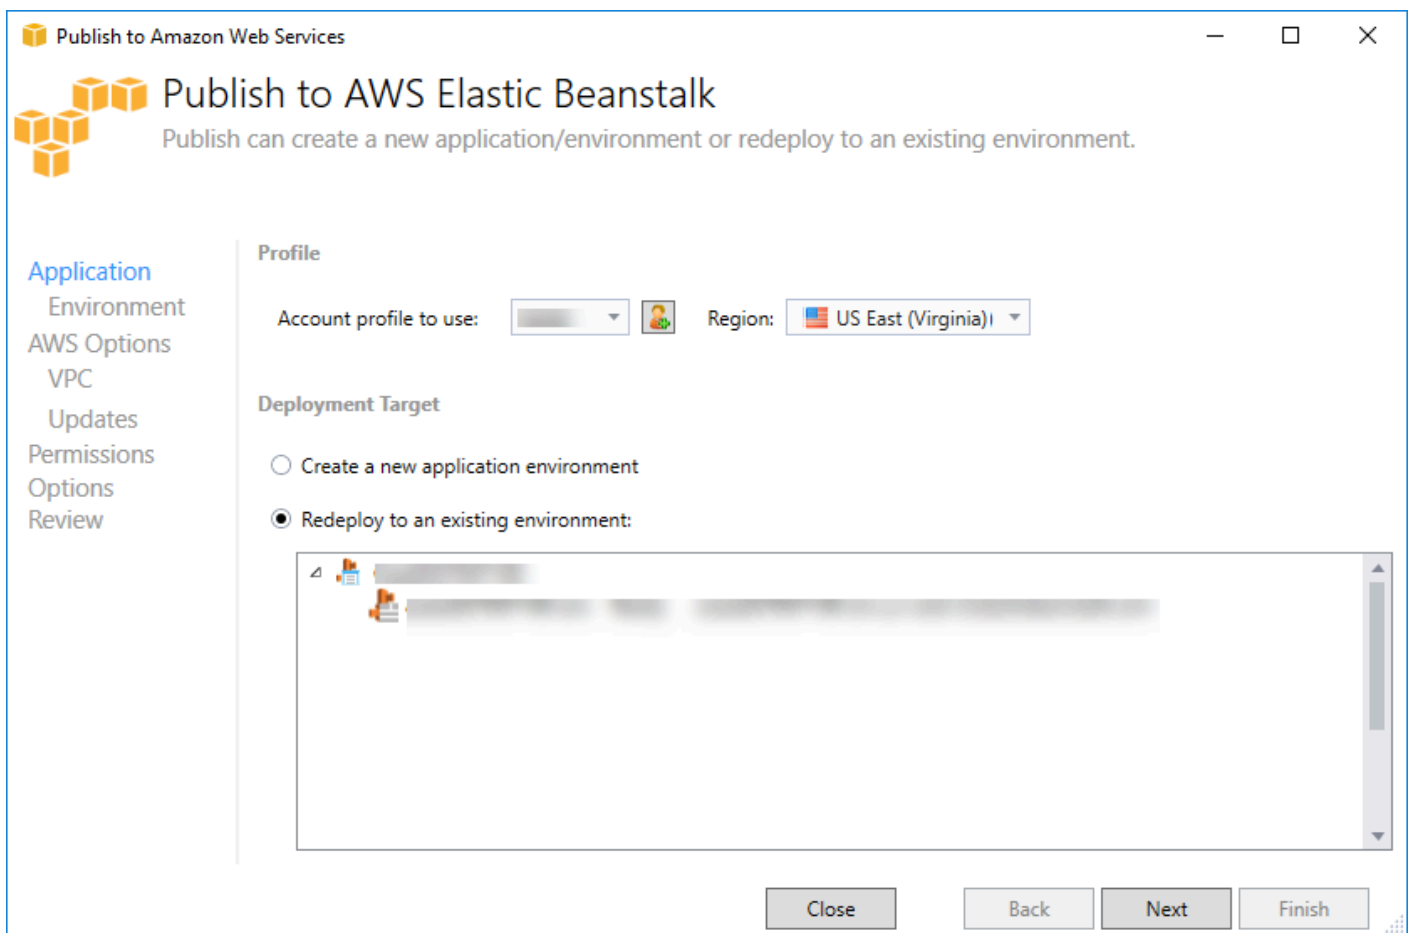 Publish to Amazon Web Services
Publish to AWS Elastic Beanstalk
Publish can create a new application/environment or redeploy to an existing environment.
Application
Environment
AWS Options
VPC
Updates
Permissions
Options
Review
Profile
Account profile to use:
Region: US East (Virginia)
Deployment Target
Create a new application environment
Redeploy to an existing environment:
Close Back Next Finish